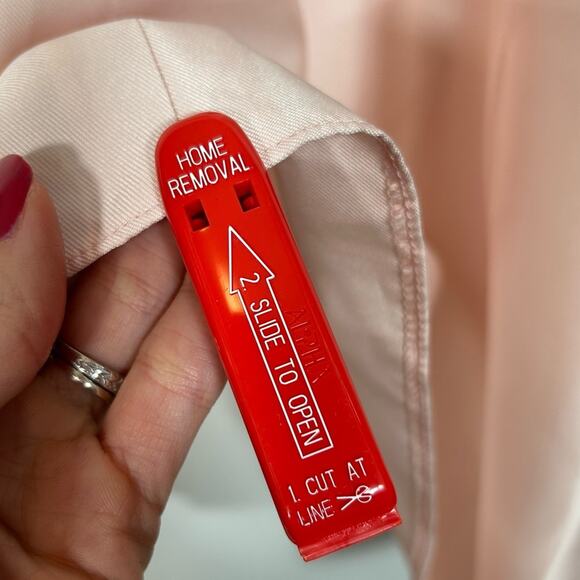 HOME
REMOVAL
2. SLIDE TO OPEN
1. CUT AT
LINE